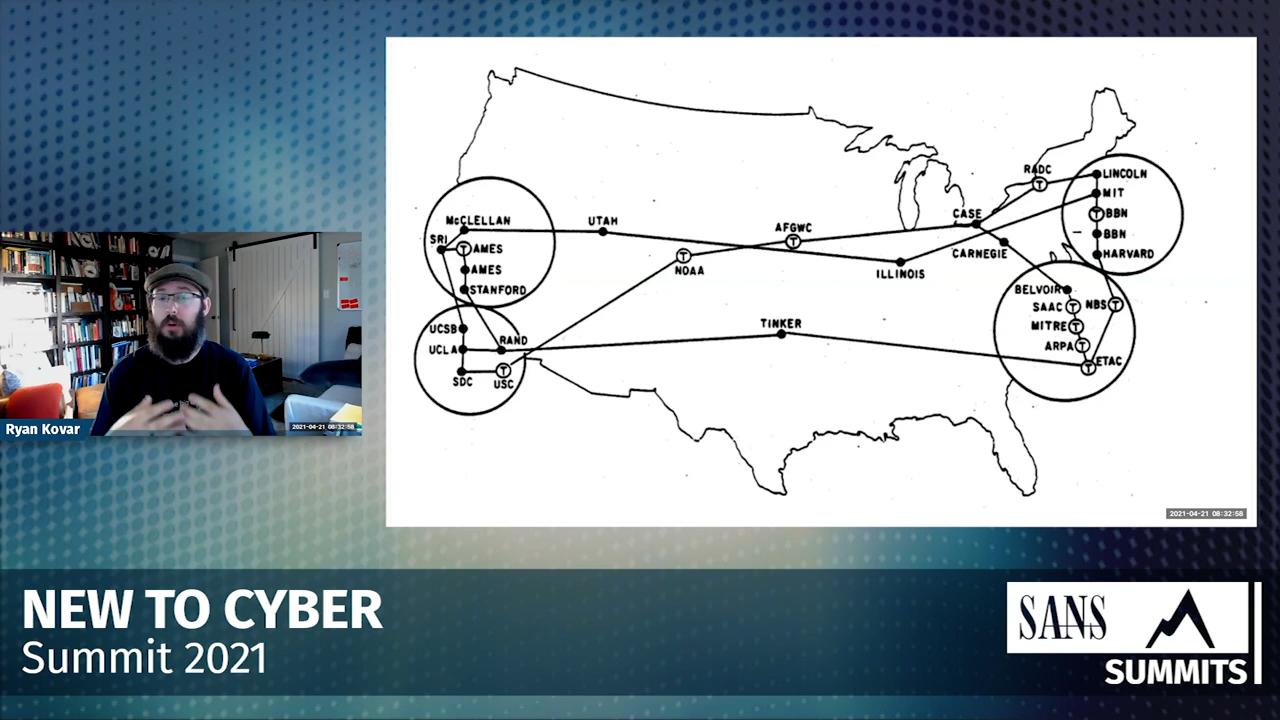 RADC
LINCOLN
MIT
McCLELLAN
UTAH
CASE
BBN
SRI
AFGWC
BBN
AMES
CARNEGIE
HARVARD
AMES
NOAA
ILLINOIS
STANFORD
BELVOIR
SAAC
NBS
UCSB
TINKER
MITRE
UCLA
RAND
ARPA
ETAC
SDC
USC
T
T
T
T
T
T
T
T
T
T
T
Ryan Kovar
2021-04-21 08:32:58
2021-04-21 08:32:58
NEW TO CYBER
Summit 2021
SANS
SUMMITS